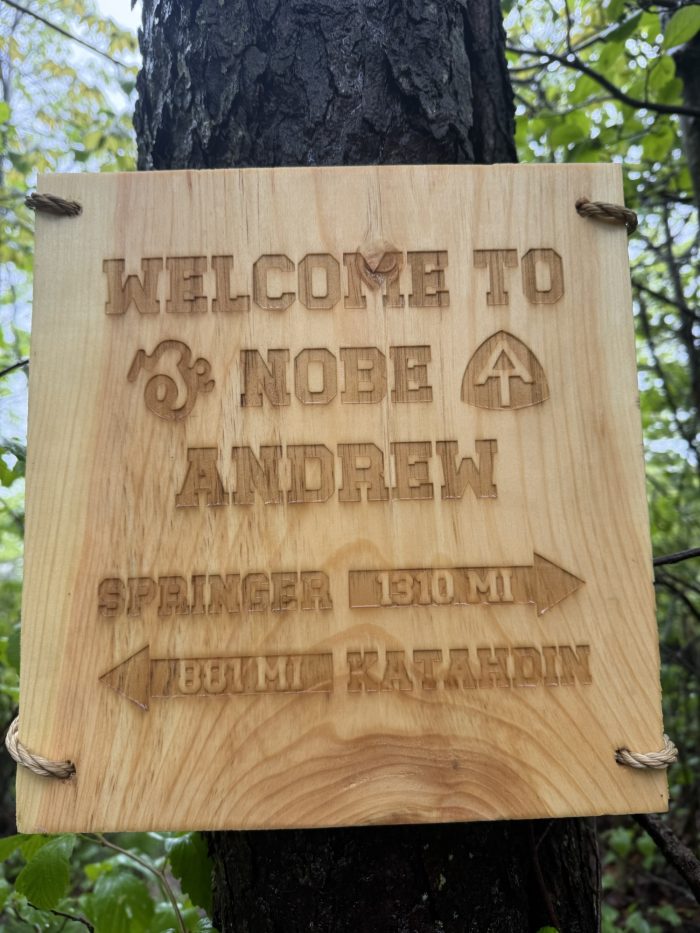 WELCOME TO
NOBE
ANDREW
SPRINGER 1310 MI
881 MI KATAHDIN